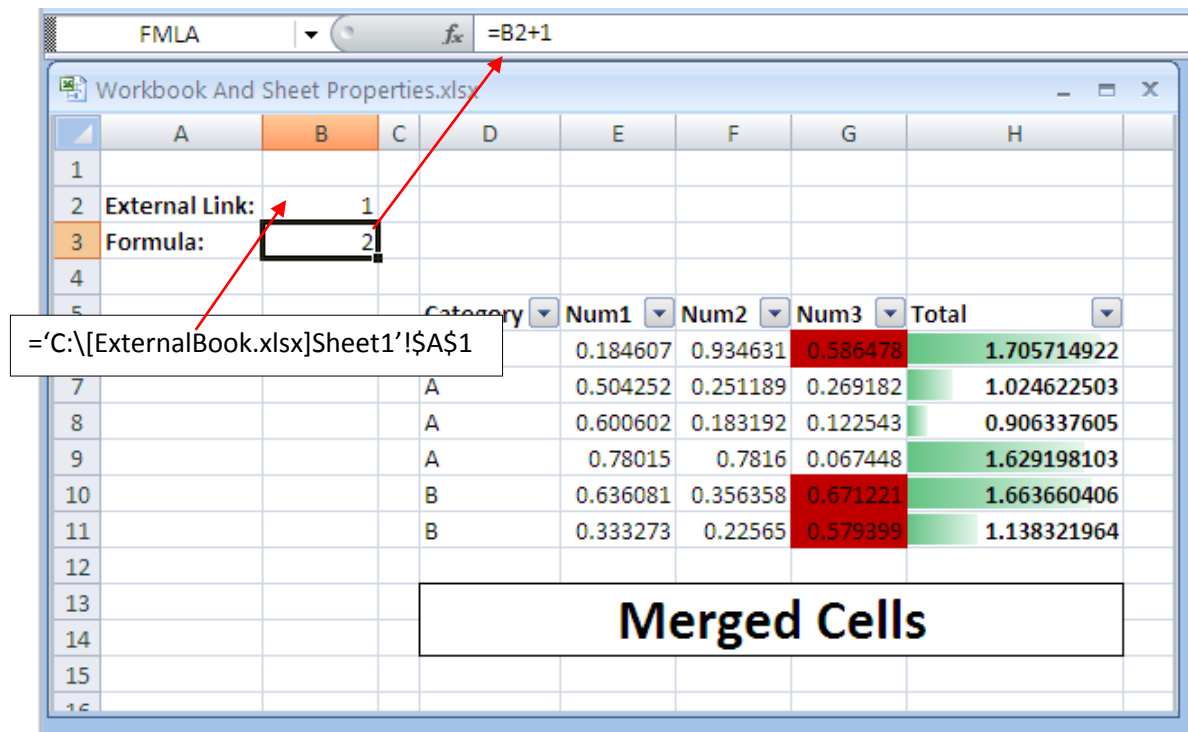 FMLA fx =B2+1
Workbook And Sheet Properties.xlsx
A B C D E F G H
1
2 External Link: 1
3 Formula: 2
4
5 Category Num1 Num2 Num3 Total
='C:\[ExternalBook.xlsx]Sheet1'!$A$1
0.184607 0.934631 0.586478 1.705714922
7 A 0.504252 0.251189 0.269182 1.024622503
8 A 0.600602 0.183192 0.122543 0.906337605
9 A 0.78015 0.7816 0.067448 1.629198103
10 B 0.636081 0.356358 0.671221 1.663660406
11 B 0.333273 0.22565 0.579399 1.138321964
12
13
Merged Cells
14
15
16